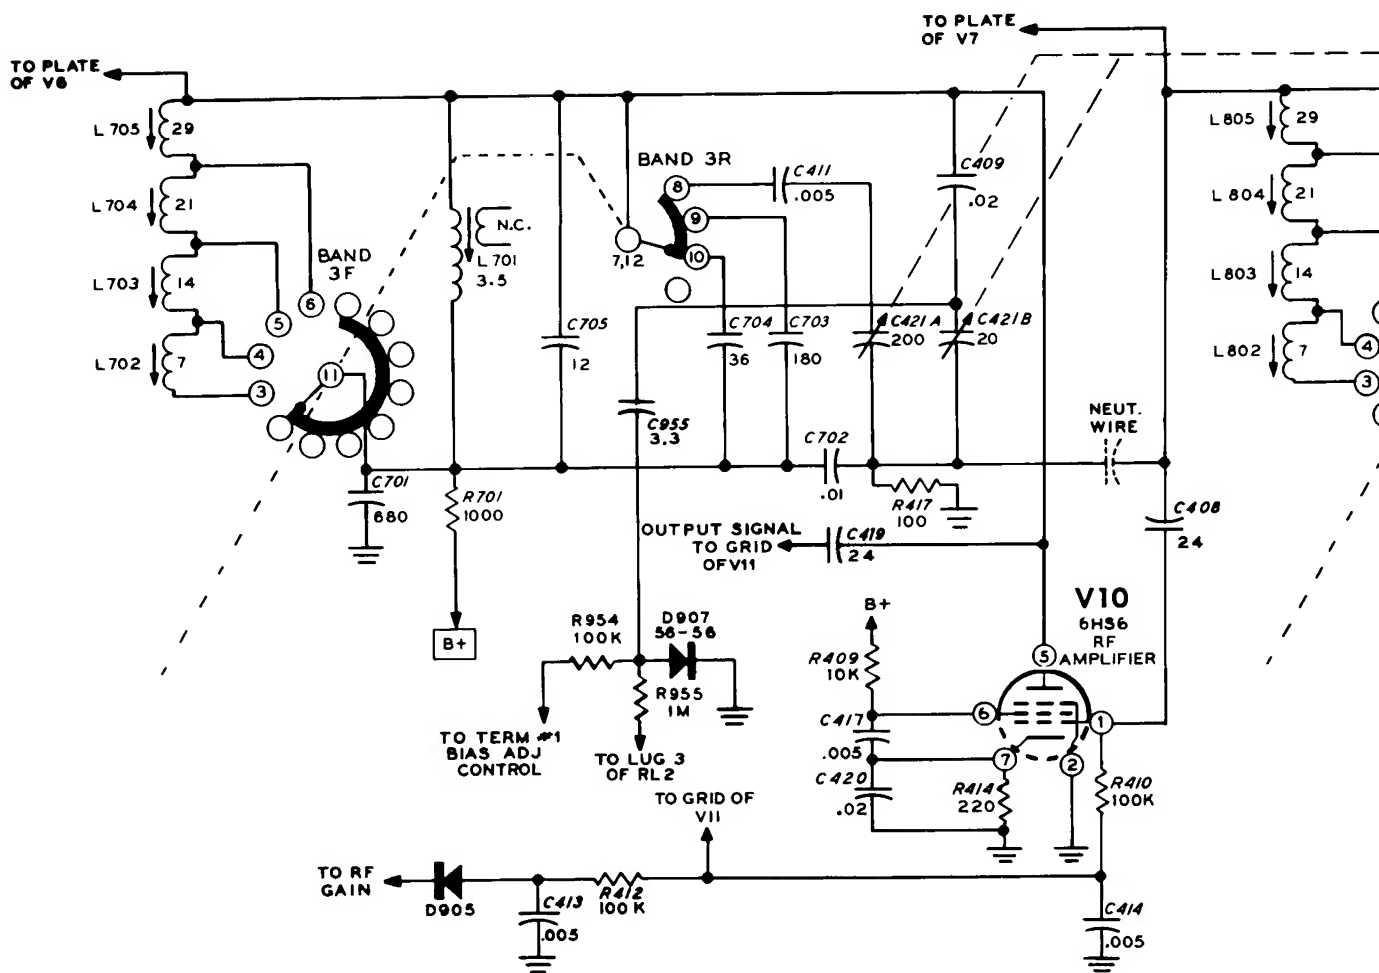 TO PLATE
OF V7
TO PLATE
OF V6
L705
29
L704
21
L703
14
L702
7
BAND
3F
6
5
4
3
11
N.C.
L701
3.5
BAND 3R
8
9
10
7,12
C411
.005
C409
.02
C705
12
C704
36
C703
180
C421A
200
C421B
20
C955
3.3
C702
.01
NEUT.
WIRE
L805
29
L804
21
L803
14
L802
7
4
3
C701
680
R701
1000
B+
R417
100
C408
24
OUTPUT SIGNAL
TO GRID
OF V11
C419
24
R954
100K
D907
56-56
R955
1M
TO TERM #1
BIAS ADJ
CONTROL
TO LUG 3
OF RL2
B+
R409
10K
V10
6HS6
RF
AMPLIFIER
5
6
1
7
2
C417
.005
C420
.02
R414
220
R410
100K
TO GRID OF
V11
TO RF
GAIN
D905
C413
.005
R412
100K
C414
.005